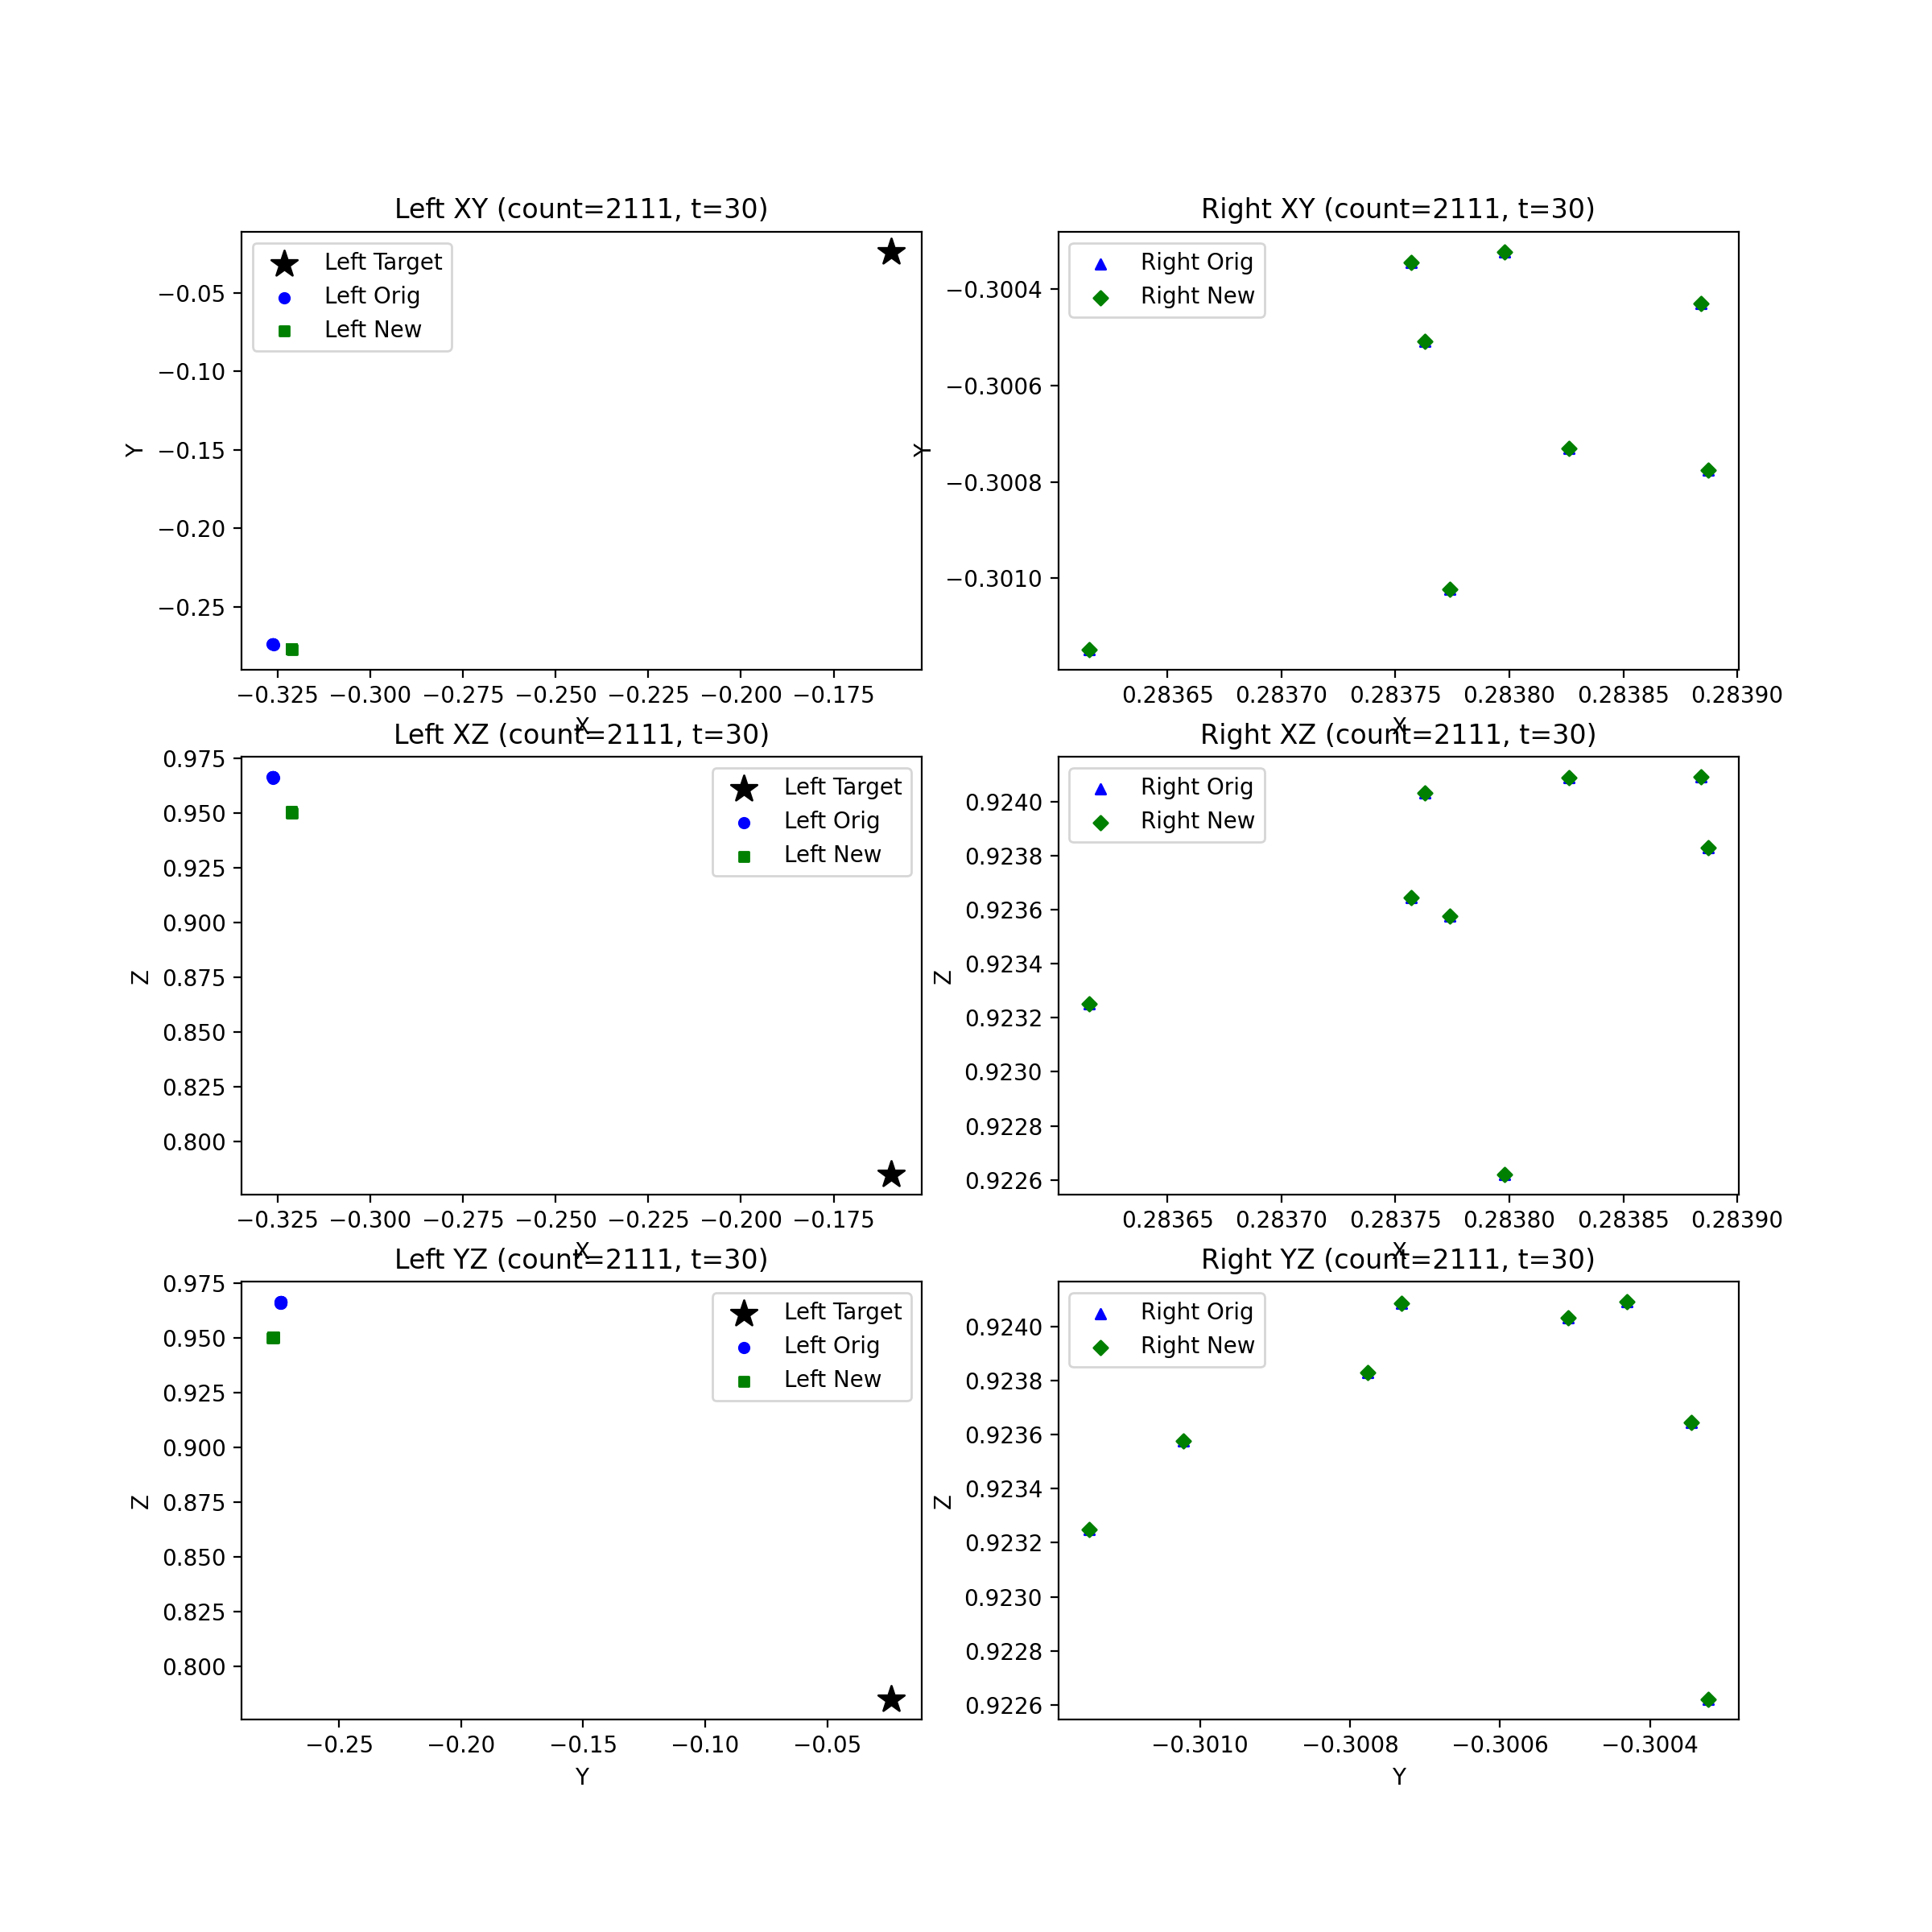 Left XY (count=2111, t=30)
Left Target
Left Orig
Left New
Y
−0.05
−0.10
−0.15
−0.20
−0.25
−0.325 −0.300 −0.275 −0.250 −0.225 −0.200 −0.175
X
Right XY (count=2111, t=30)
Right Orig
Right New
Y
−0.3004
−0.3006
−0.3008
−0.3010
0.28365 0.28370 0.28375 0.28380 0.28385 0.28390
X
Left XZ (count=2111, t=30)
Left Target
Left Orig
Left New
Z
0.975
0.950
0.925
0.900
0.875
0.850
0.825
0.800
−0.325 −0.300 −0.275 −0.250 −0.225 −0.200 −0.175
X
Right XZ (count=2111, t=30)
Right Orig
Right New
Z
0.9240
0.9238
0.9236
0.9234
0.9232
0.9230
0.9228
0.9226
0.28365 0.28370 0.28375 0.28380 0.28385 0.28390
X
Left YZ (count=2111, t=30)
Left Target
Left Orig
Left New
Z
0.975
0.950
0.925
0.900
0.875
0.850
0.825
0.800
−0.25 −0.20 −0.15 −0.10 −0.05
Y
Right YZ (count=2111, t=30)
Right Orig
Right New
Z
0.9240
0.9238
0.9236
0.9234
0.9232
0.9230
0.9228
0.9226
−0.3010 −0.3008 −0.3006 −0.3004
Y